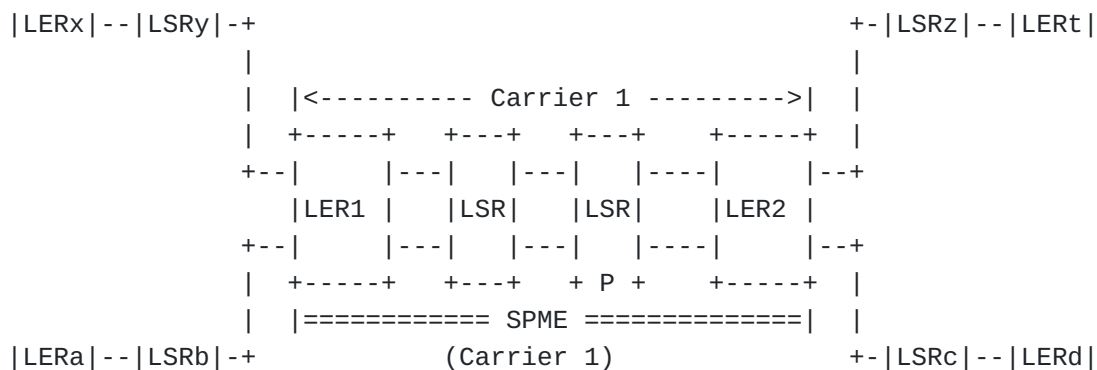 |LERx|--|LSRy|-+                                +-|LSRz|--|LERt|
               |                                |
               |  |<---------- Carrier 1 --------->|  |
               |  +-----+   +---+   +---+    +-----+  |
               +--|     |---|   |---|   |----|     |--+
                  |LER1 |   |LSR|   |LSR|    |LER2 |
               +--|     |---|   |---|   |----|     |--+
               |  +-----+   +---+   + P +    +-----+  |
               |  |============ SPME ==============|  |
|LERa|--|LSRb|-+            (Carrier 1)               +-|LSRc|--|LERd|